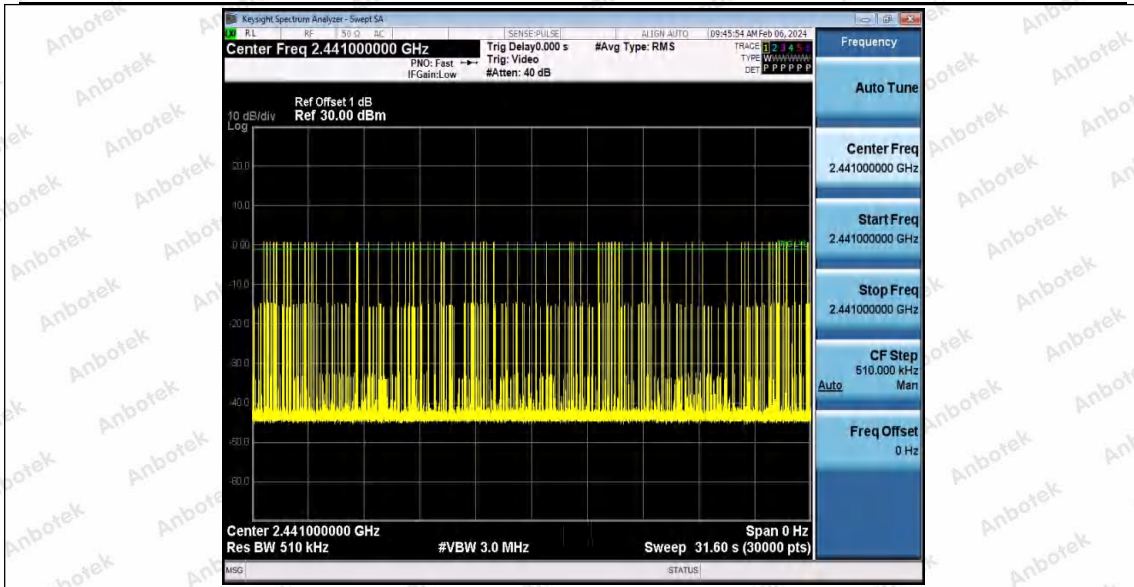 Keysight Spectrum Analyzer - Swept SA
RL RF 50 Ω AC SENSE:PULSE ALIGN AUTO 09:45:54 AM Feb 06, 2024
Center Freq 2.441000000 GHz
PNO: Fast
IFGain:Low
Trig Delay0.000 s
Trig: Video
#Atten: 40 dB
#Avg Type: RMS
TRACE 1 2 3 4 5 6
TYPE W
DET P P P P P P
Ref Offset 1 dB
10 dB/div Ref 30.00 dBm
Log
20.0
10.0
0.00
-10.0
-20.0
-30.0
-40.0
-50.0
-60.0
Center 2.441000000 GHz
Span 0 Hz
Res BW 510 kHz
#VBW 3.0 MHz
Sweep 31.60 s (30000 pts)
MSG
STATUS
Frequency
Auto Tune
Center Freq
2.441000000 GHz
Start Freq
2.441000000 GHz
Stop Freq
2.441000000 GHz
CF Step
510.000 kHz
Auto Man
Freq Offset
0 Hz
Anbotek